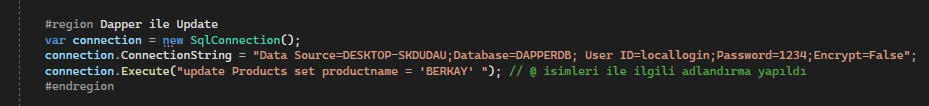 #region Dapper ile Update
var connection = new SqlConnection();
connection.ConnectionString = "Data Source=DESKTOP-SKDUDAU;Database=DAPPERDB; User ID=locallogin;Password=1234;Encrypt=False";
connection.Execute("update Products set productname = 'BERKAY' "); // @ isimleri ile ilgili adlandırma yapıldı
#endregion